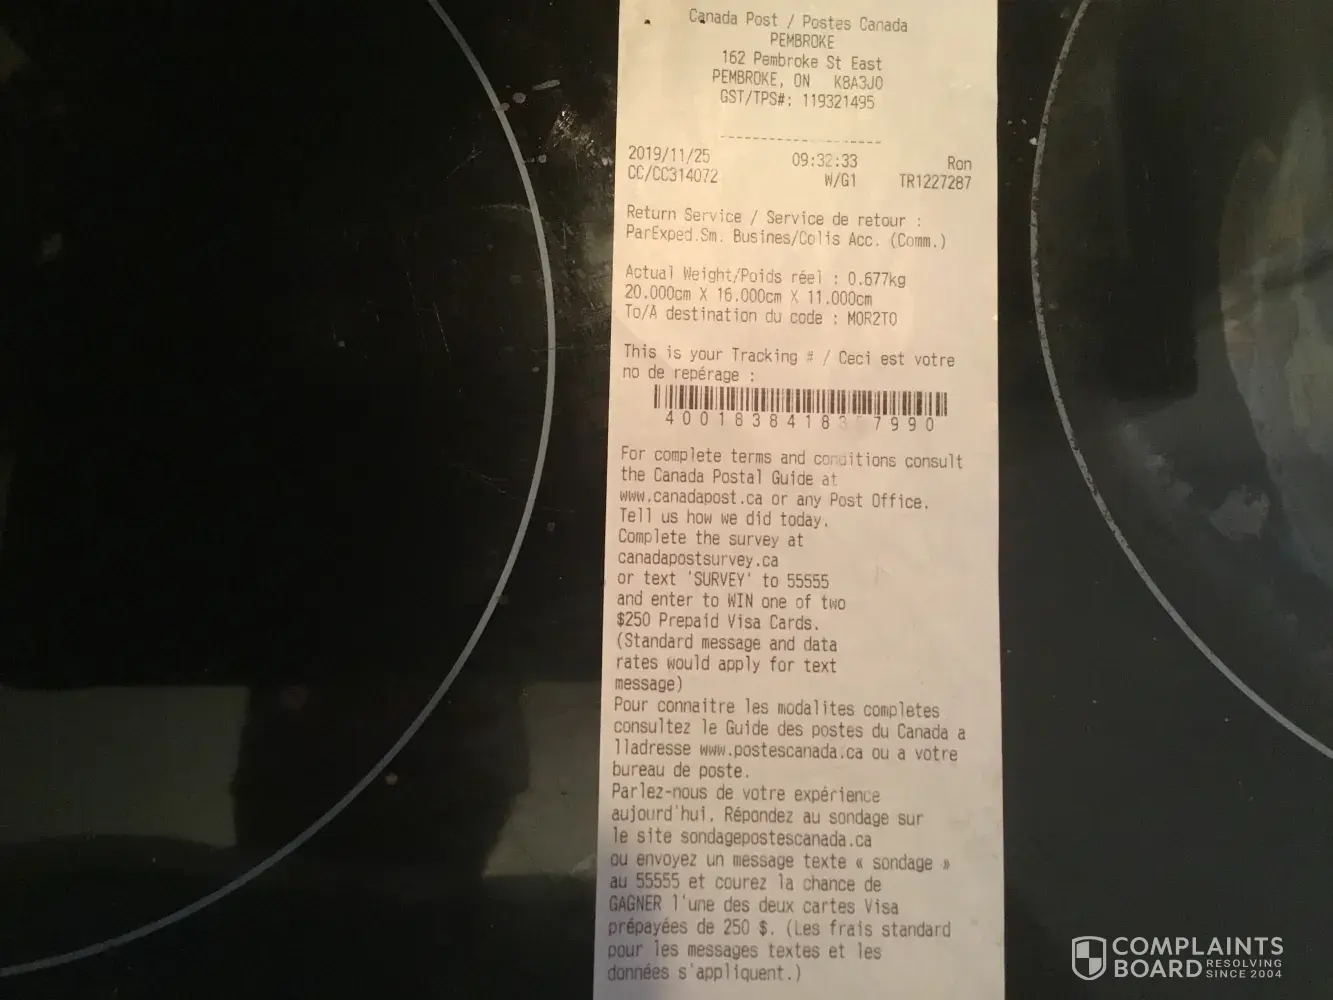 Canada Post / Postes Canada
PEMBROKE
162 Pembroke St East
PEMBROKE, ON K8A3J0
GST/TPS#: 119321495
--------------------
2019/11/25 09:32:33 Ron
CC/CC314072 W/G1 TR1227287
Return Service / Service de retour :
ParExped.Sm. Busines/Colis Acc. (Comm.)
Actual Weight/Poids réel : 0.677kg
20.000cm X 16.000cm X 11.000cm
To/A destination du code : M0R2T0
This is your Tracking # / Ceci est votre
no de repérage :
For complete terms and conditions consult
the Canada Postal Guide at
www.canadapost.ca or any Post Office.
Tell us how we did today.
Complete the survey at
canadapostsurvey.ca
or text 'SURVEY' to 55555
and enter to WIN one of two
$250 Prepaid Visa Cards.
(Standard message and data
rates would apply for text
message)
Pour connaitre les modalites completes
consultez le Guide des postes du Canada a
lladresse www.postescanada.ca ou a votre
bureau de poste.
Parlez-nous de votre expérience
aujourd'hui. Répondez au sondage sur
le site sondagepostescanada.ca
ou envoyez un message texte « sondage »
au 55555 et courez la chance de
GAGNER l'une des deux cartes Visa
prépayées de 250 $. (Les frais standard
pour les messages textes et les
données s'appliquent.)
COMPLAINTS
BOARD RESOLVING
SINCE 2004